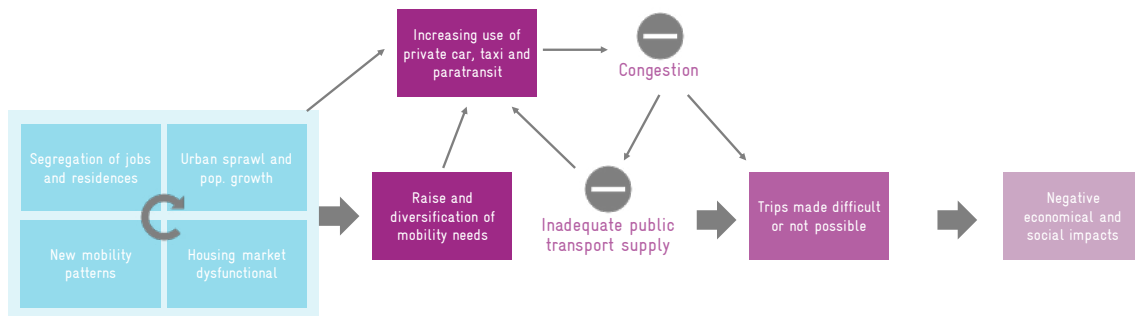 Increasing use of
private car, taxi and
paratransit
Congestion
Segregation of jobs
and residences
Urban sprawl and
pop. growth
New mobility
patterns
Housing market
dysfunctional
Raise and
diversification of
mobility needs
Inadequate public
transport supply
Trips made difficult
or not possible
Negative
economical and
social impacts